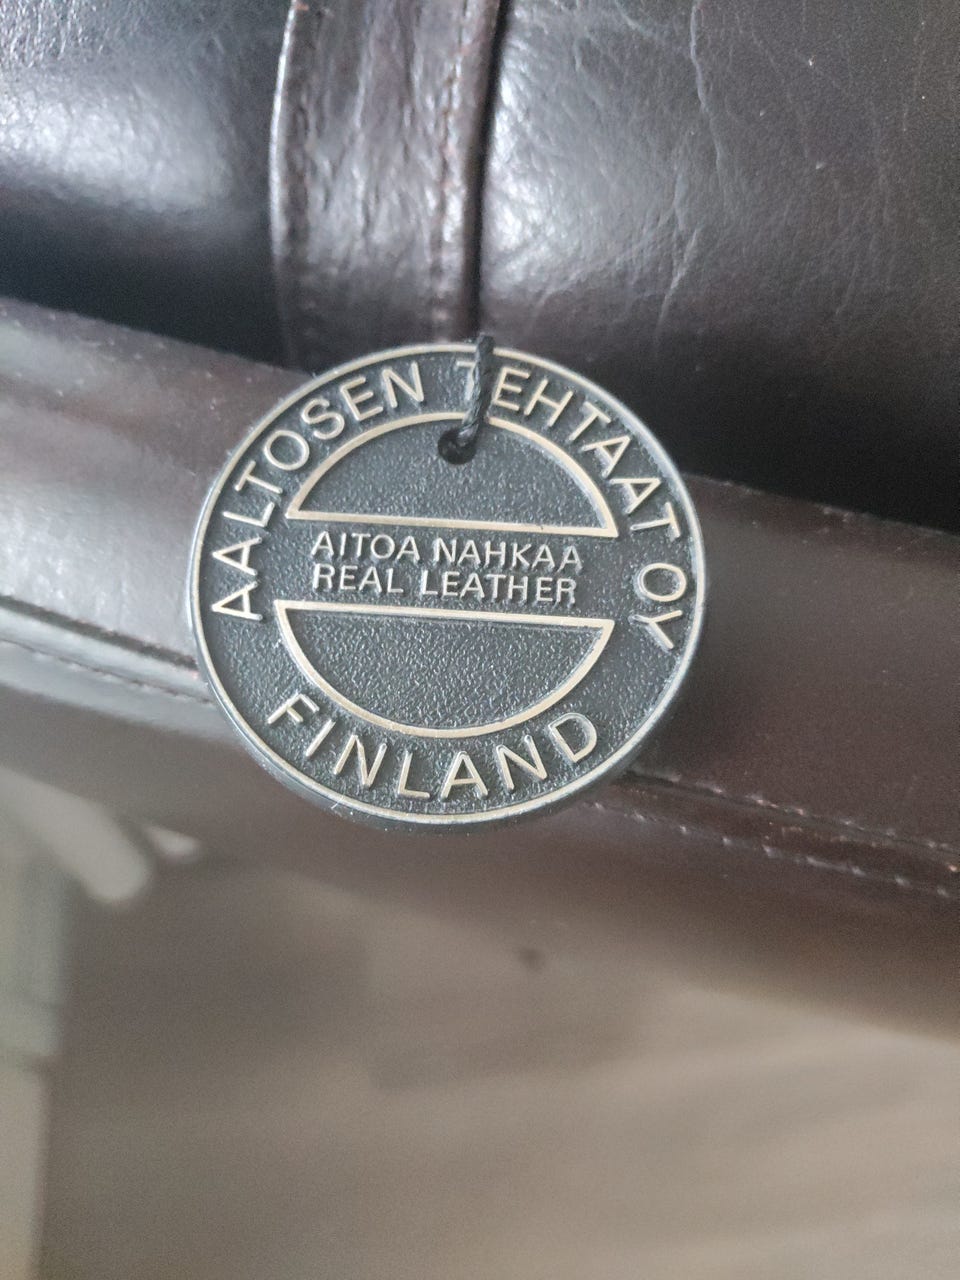 AALTOSEN TEHTAAT OY
AITOA NAHKAA
REAL LEATHER
FINLAND